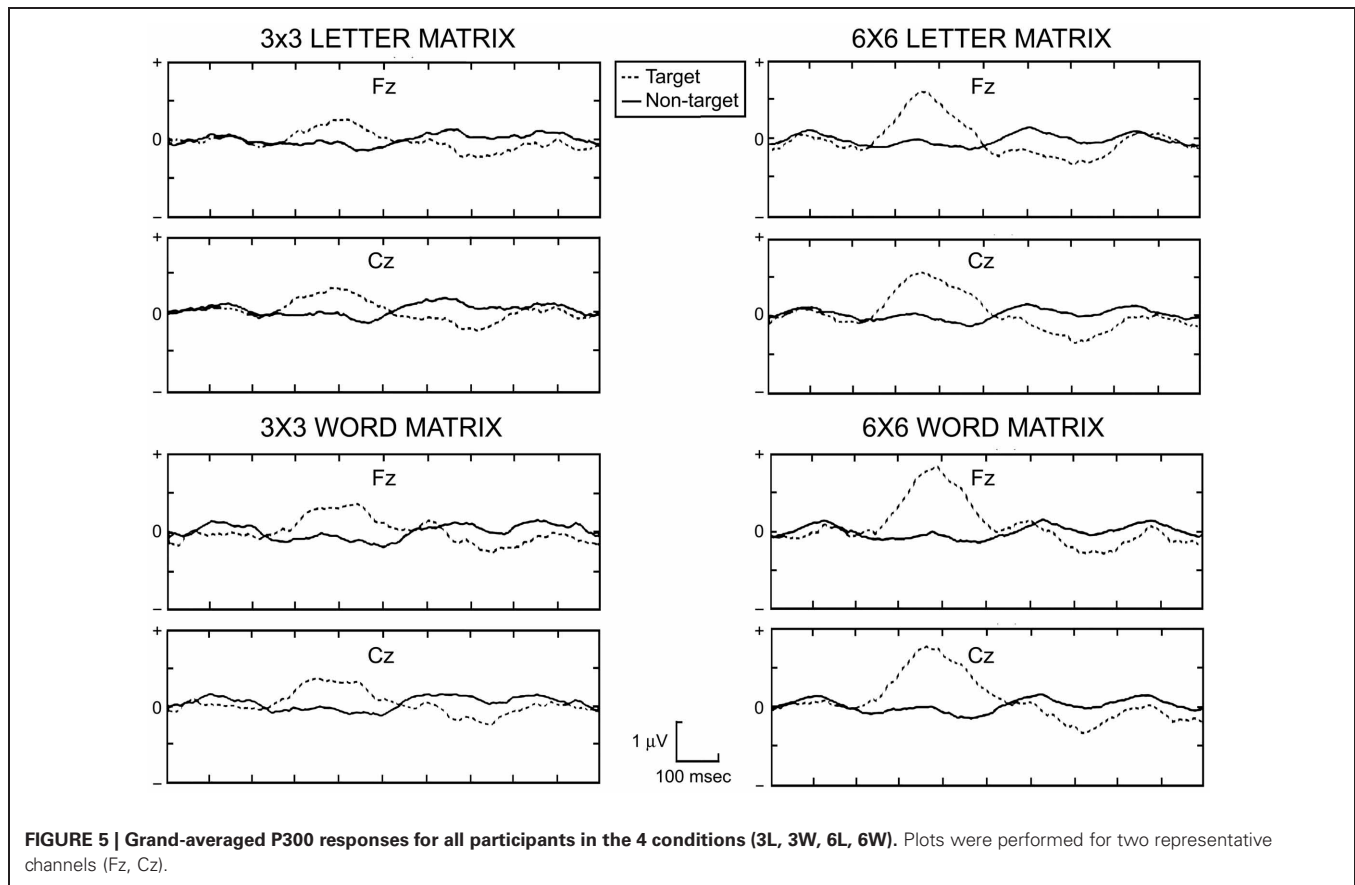 3x3 LETTER MATRIX
6X6 LETTER MATRIX
+
Fz
0
–
--- Target
— Non-target
+
Fz
0
–
+
Cz
0
–
+
Cz
0
–
3X3 WORD MATRIX
6X6 WORD MATRIX
+
Fz
0
–
+
Fz
0
–
+
Cz
0
–
1 μV
100 msec
+
Cz
0
–
FIGURE 5 | Grand-averaged P300 responses for all participants in the 4 conditions (3L, 3W, 6L, 6W). Plots were performed for two representative
channels (Fz, Cz).